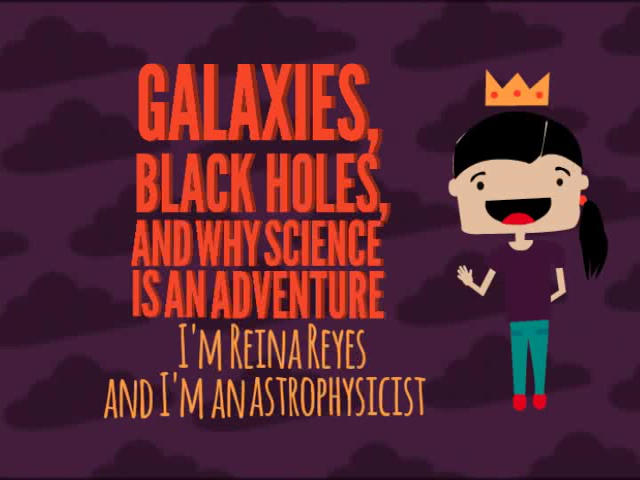 GALAXIES,
BLACK HOLES,
AND WHY SCIENCE
IS AN ADVENTURE
I'm Reina Reyes
and I'm an astrophysicist